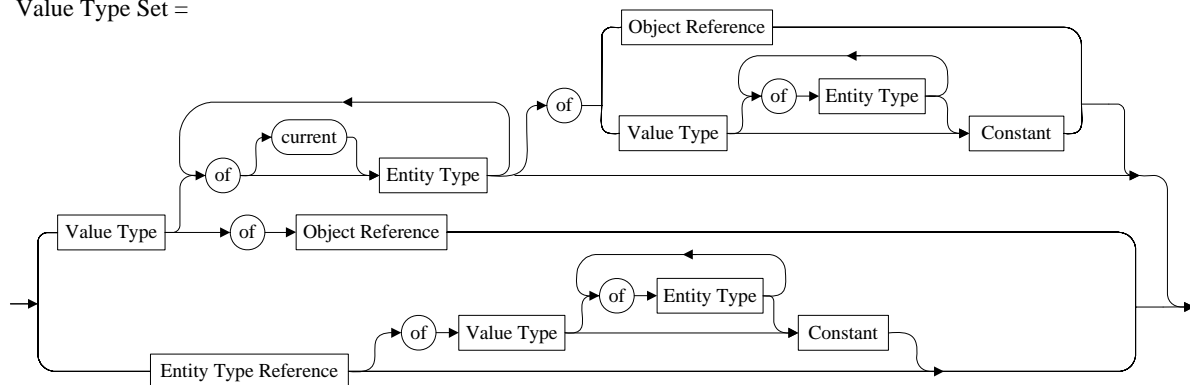 Value Type Set =
Object Reference
of
of Entity Type
current
Value Type Constant
of Entity Type
Value Type of Object Reference
of Entity Type
of Value Type Constant
Entity Type Reference